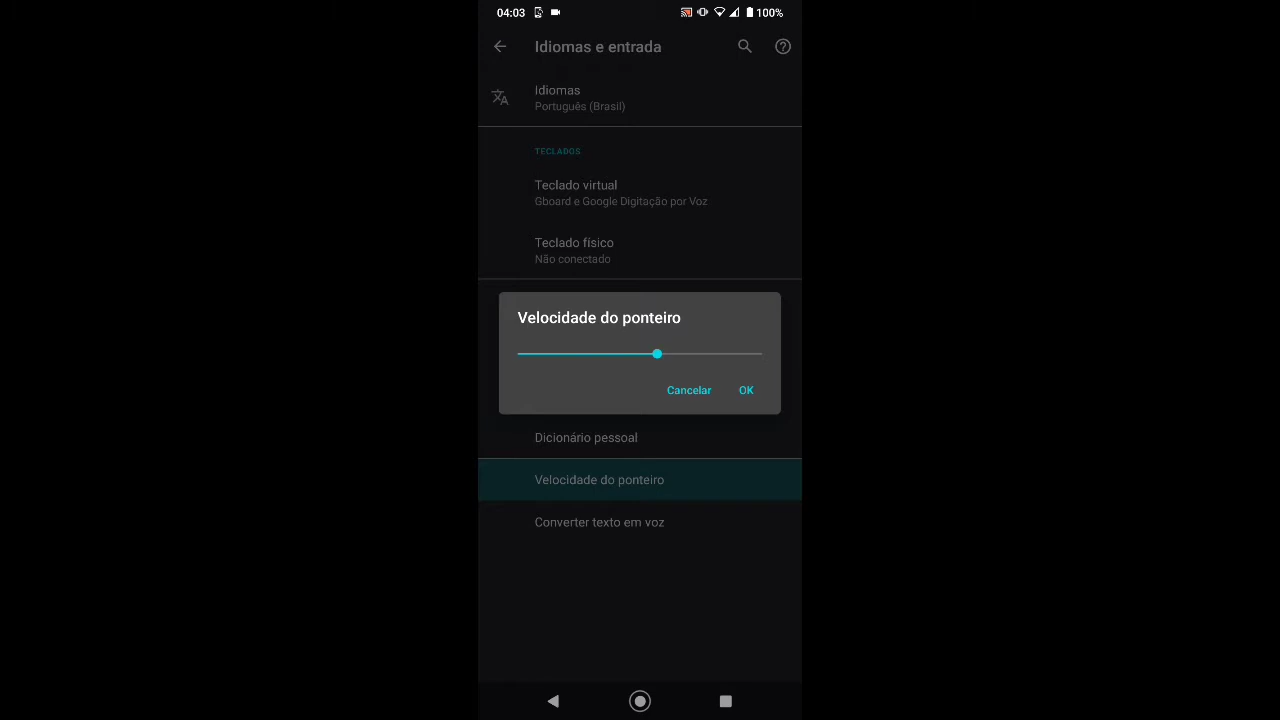 04:03
100%
Idiomas e entrada
Idiomas
Português (Brasil)
TECLADOS
Teclado virtual
Gboard e Google Digitação por Voz
Teclado físico
Não conectado
Velocidade do ponteiro
Cancelar OK
Dicionário pessoal
Velocidade do ponteiro
Converter texto em voz